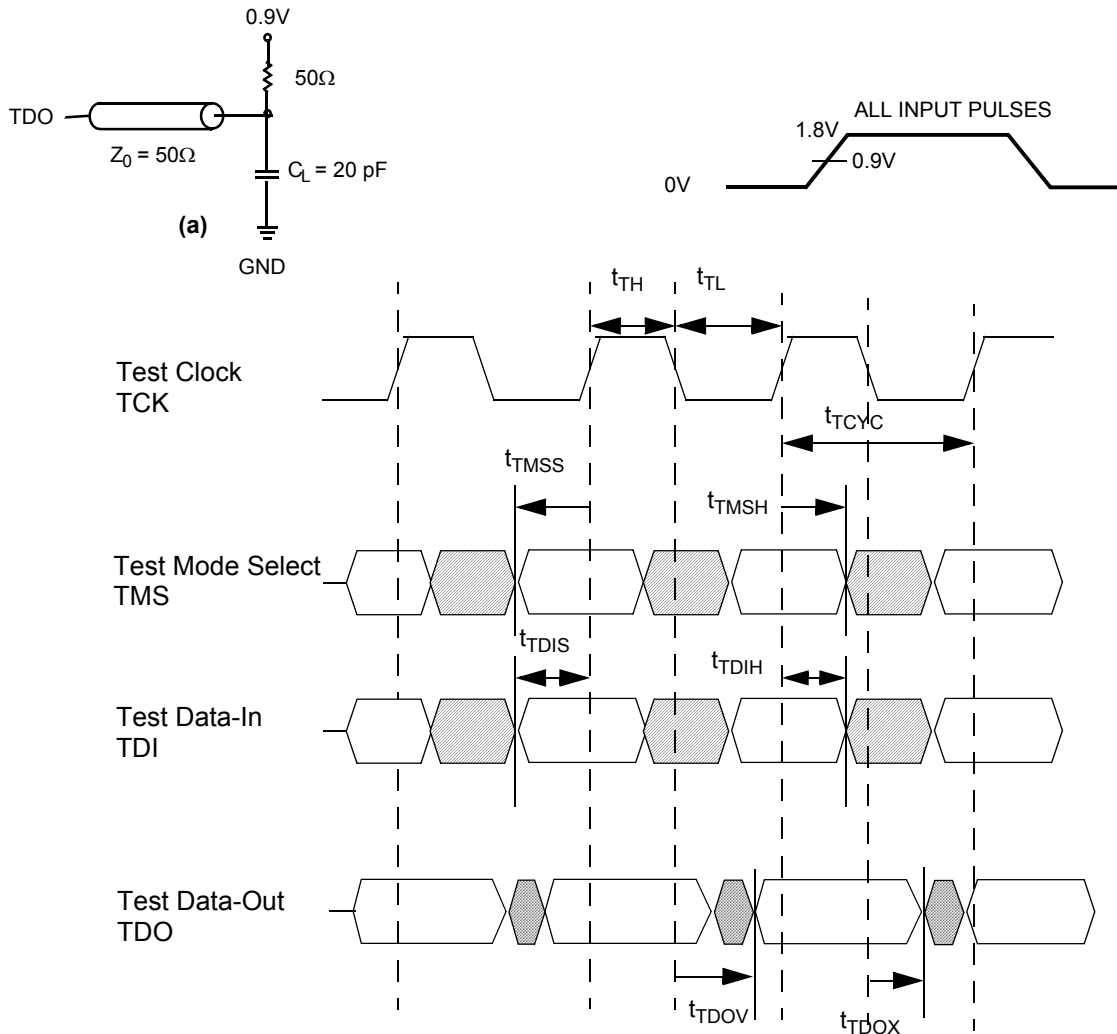 0.9V
50Ω
TDO
Z0 = 50Ω
CL = 20 pF
(a)
GND
ALL INPUT PULSES
1.8V
0.9V
0V
tTH
tTL
Test Clock
TCK
tTCYC
tTMSS
tTMSH
Test Mode Select
TMS
tTDIS
tTDIH
Test Data-In
TDI
Test Data-Out
TDO
tTDOV
tTDOX